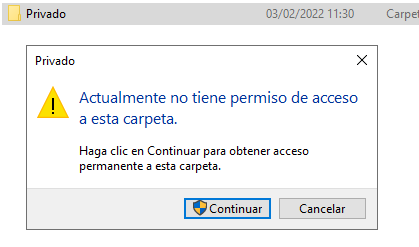 Privado 03/02/2022 11:30 Carpet
Privado
Actualmente no tiene permiso de acceso
a esta carpeta.
Haga clic en Continuar para obtener acceso
permanente a esta carpeta.
Continuar Cancelar